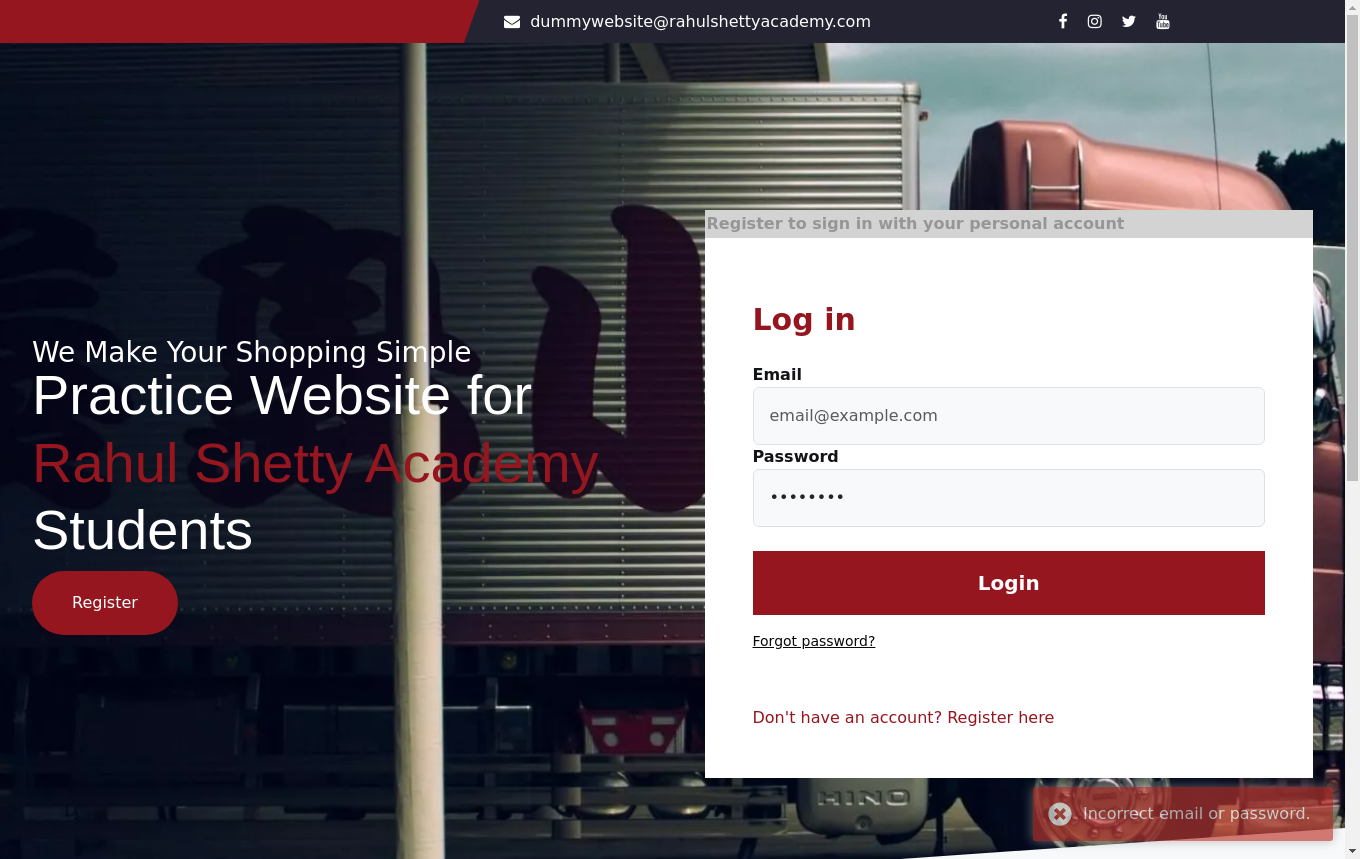 dummywebsite@rahulshettyacademy.com
Register to sign in with your personal account
We Make Your Shopping Simple
Practice Website for
Rahul Shetty Academy
Students
Register
Log in
Email
email@example.com
Password
••••••••
Login
Forgot password?
Don't have an account? Register here
HINO
Incorrect email or password.